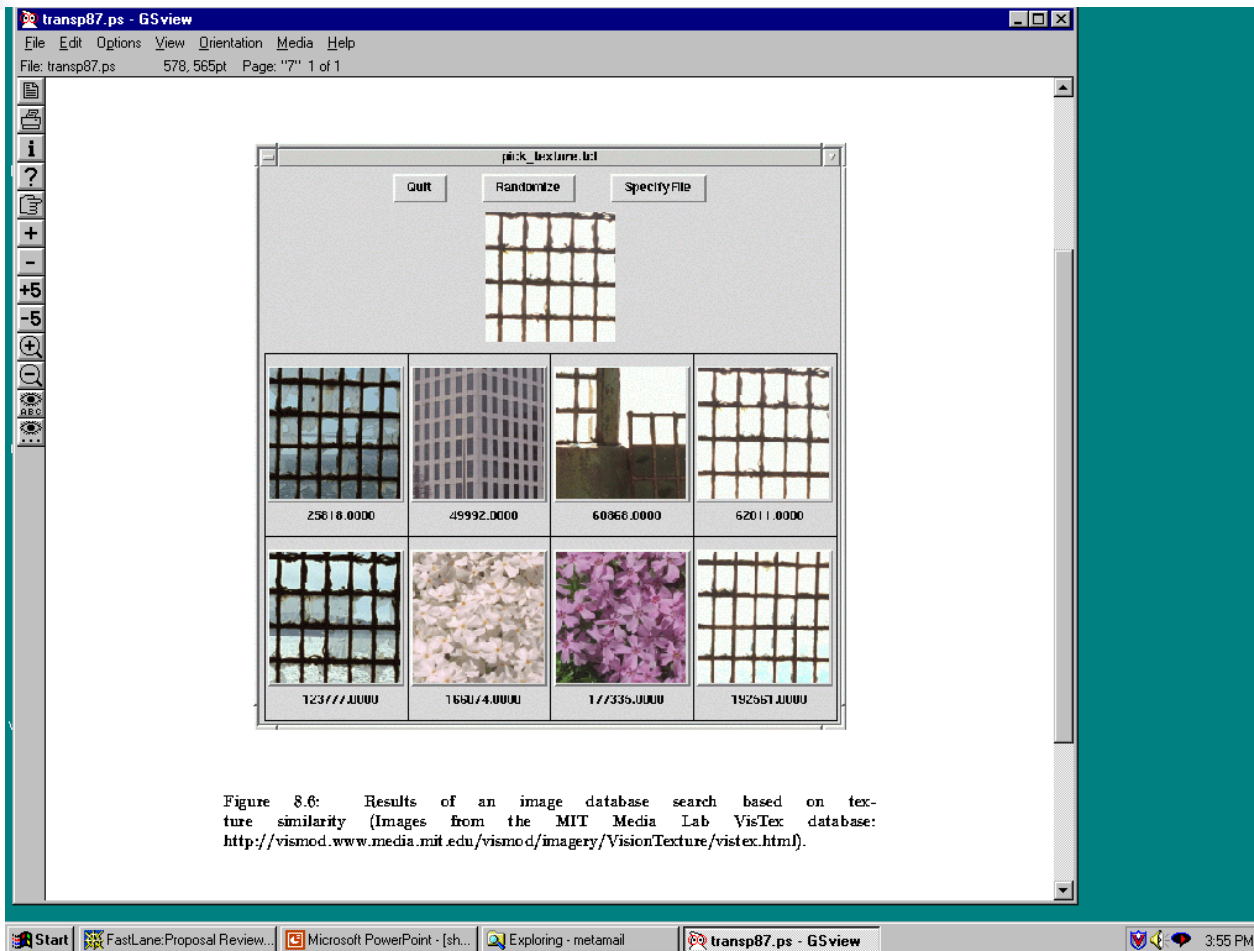 transp87.ps - GSview
File Edit Options View Orientation Media Help
File: transp87.ps 578, 565pt Page: "7" 1 of 1
i
?
+
-
+5
-5
ABC
pick_texture.tcl
Quit Randomize Specify File
25818.0000 49992.0000 60868.0000 62011.0000
123777.0000 166074.0000 177335.0000 192561.0000
Figure 8.6: Results of an image database search based on tex-
ture similarity (Images from the MIT Media Lab VisTex database:
http://vismod.www.media.mit.edu/vismod/imagery/VisionTexture/vistex.html).
Start FastLane:Proposal Review... Microsoft PowerPoint - [sh... Exploring - metamail transp87.ps - GSview 3:55 PM